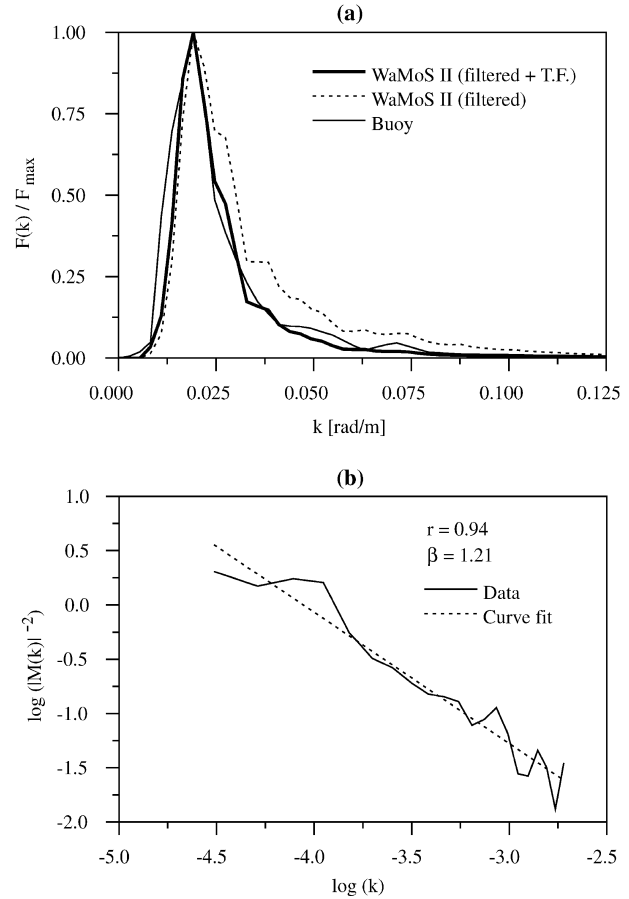 (a)
1.00
0.75
0.50
0.25
0.00
F(k) / F max
WaMoS II (filtered + T.F.)
WaMoS II (filtered)
Buoy
0.000 0.025 0.050 0.075 0.100 0.125
k [rad/m]
(b)
1.0
0.5
0.0
-0.5
-1.0
-1.5
-2.0
log (|M(k)| -2)
r = 0.94
β = 1.21
Data
Curve fit
-5.0 -4.5 -4.0 -3.5 -3.0 -2.5
log (k)